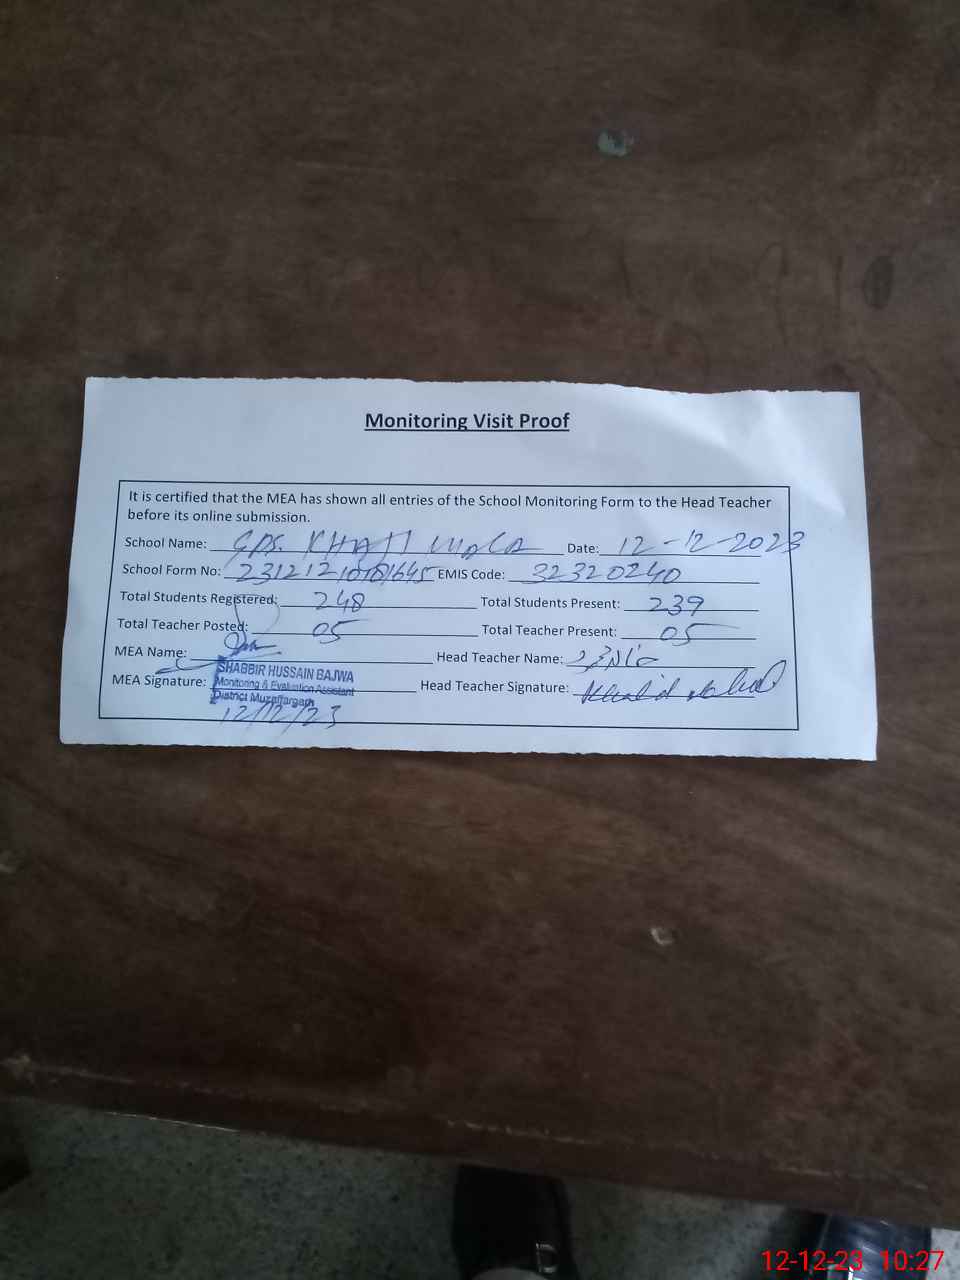 Monitoring Visit Proof
It is certified that the MEA has shown all entries of the School Monitoring Form to the Head Teacher
before its online submission.
School Name: GPS. KHAJI WALA Date: 12-12-2023
School Form No: EMIS Code: 32320240
Total Students Registered: 248 Total Students Present: 239
Total Teacher Posted: 05 Total Teacher Present: 05
MEA Name: Head Teacher Name:
SHABBIR HUSSAIN BAJWA
MEA Signature: Monitoring & Evaluation Assistant Head Teacher Signature: Khalid
District Muzaffargarh
12/12/23
12-12-23 10:27